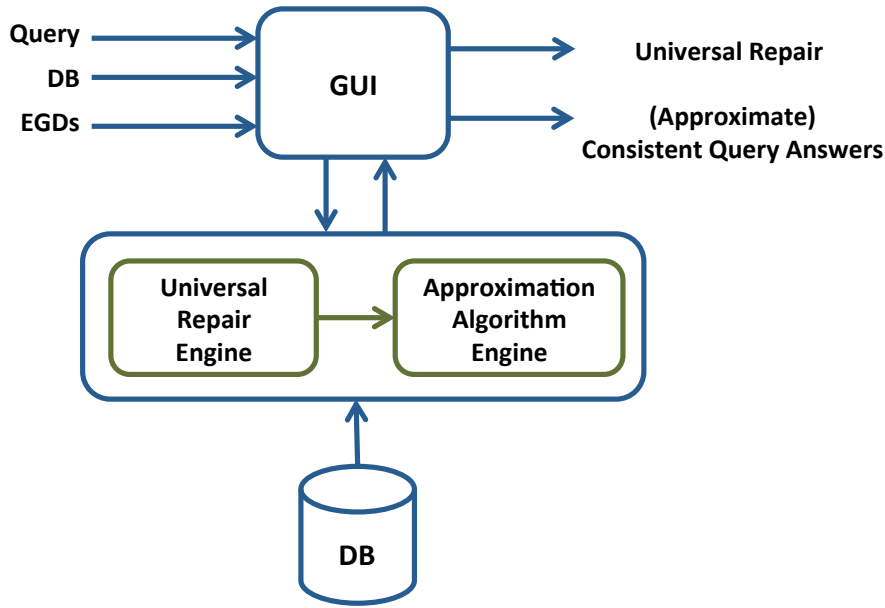 Query
DB
EGDs
GUI
Universal Repair
(Approximate)
Consistent Query Answers
Universal
Repair
Engine
Approximation
Algorithm
Engine
DB